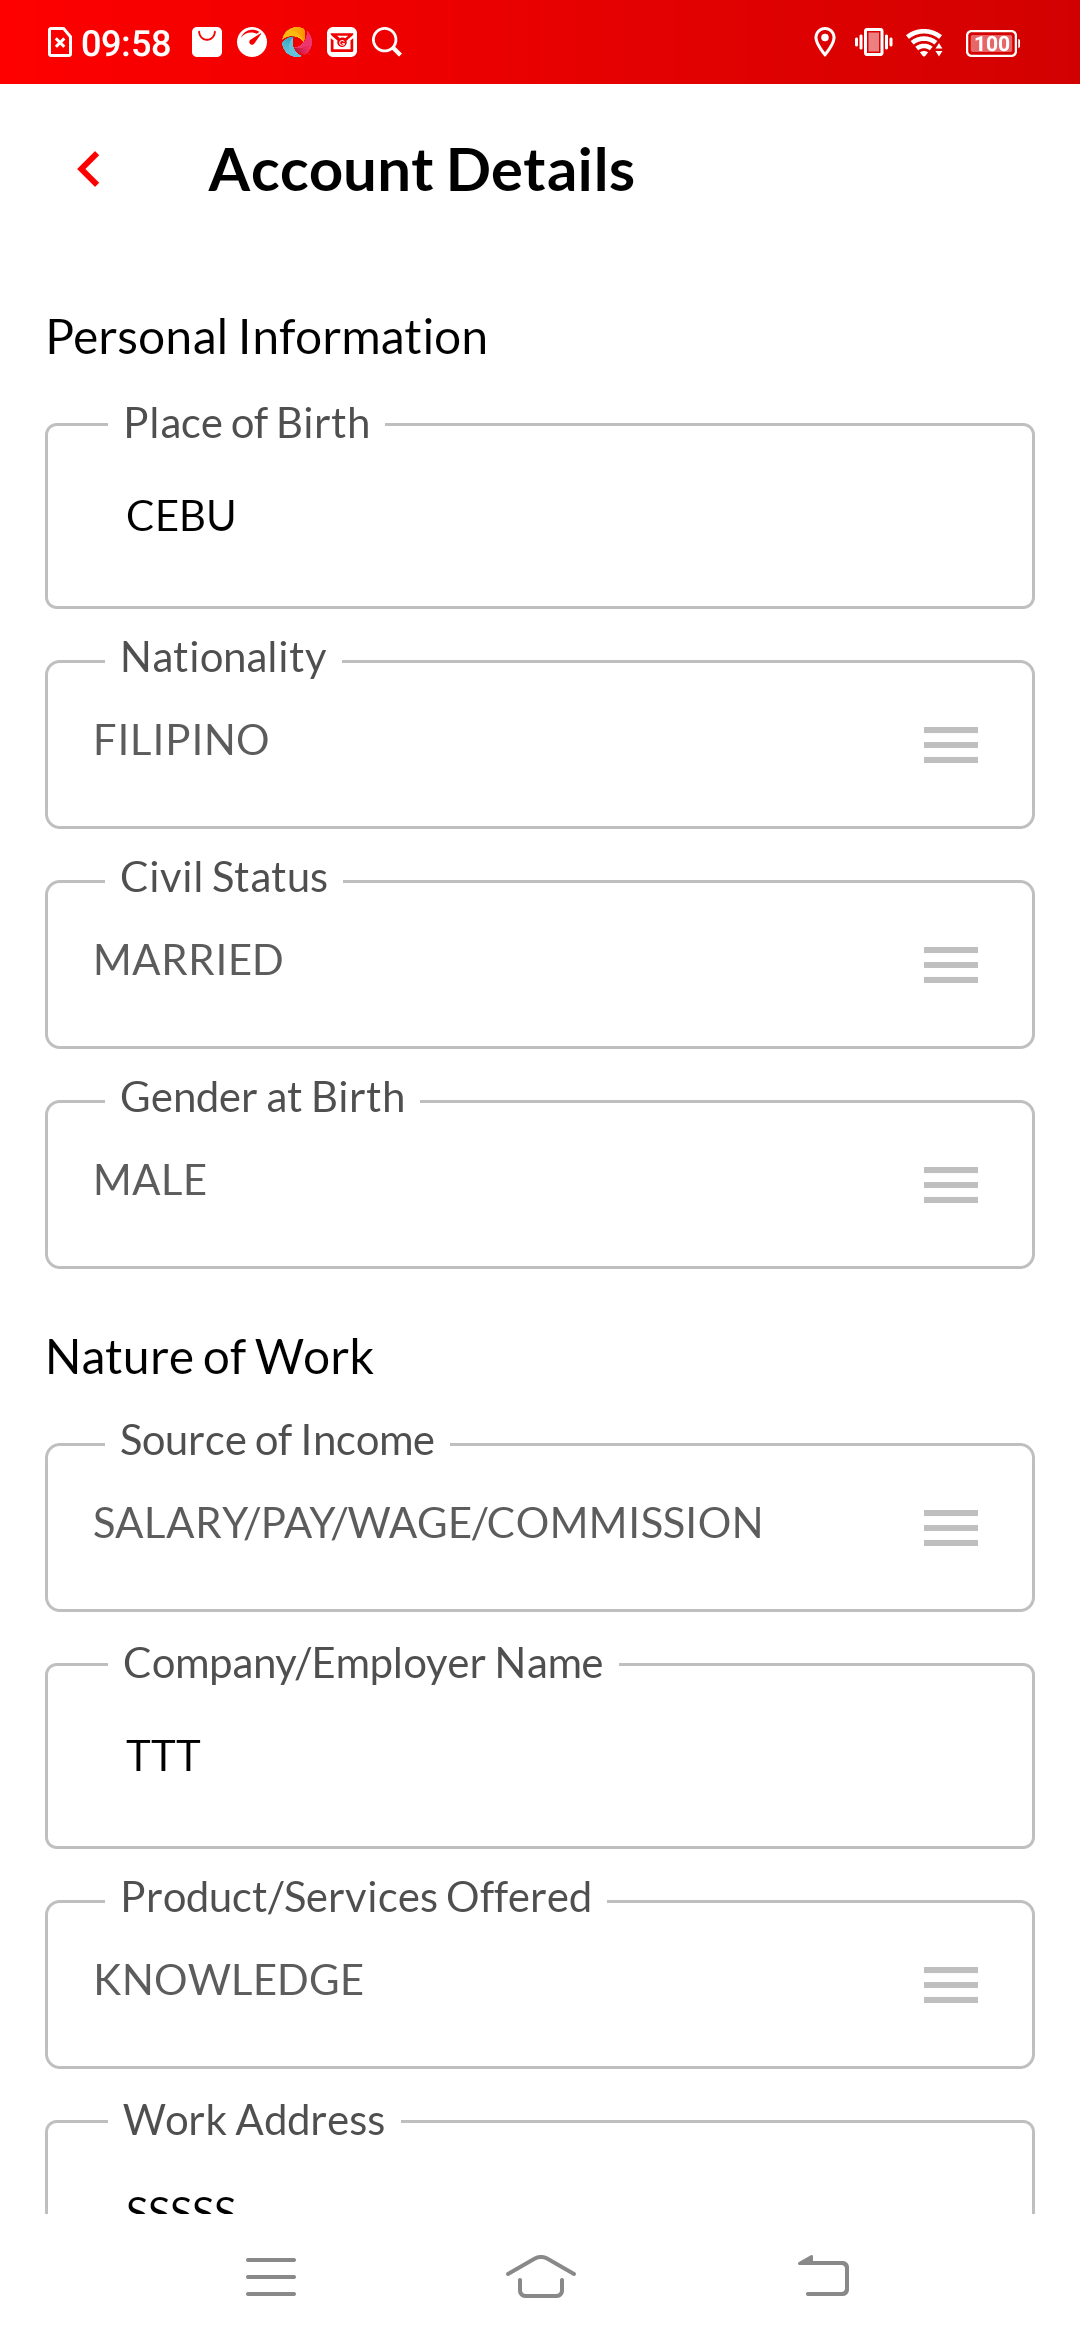 09:58
100
Account Details
Personal Information
Place of Birth
CEBU
Nationality
FILIPINO
Civil Status
MARRIED
Gender at Birth
MALE
Nature of Work
Source of Income
SALARY/PAY/WAGE/COMMISSION
Company/Employer Name
TTT
Product/Services Offered
KNOWLEDGE
Work Address
SSSSS